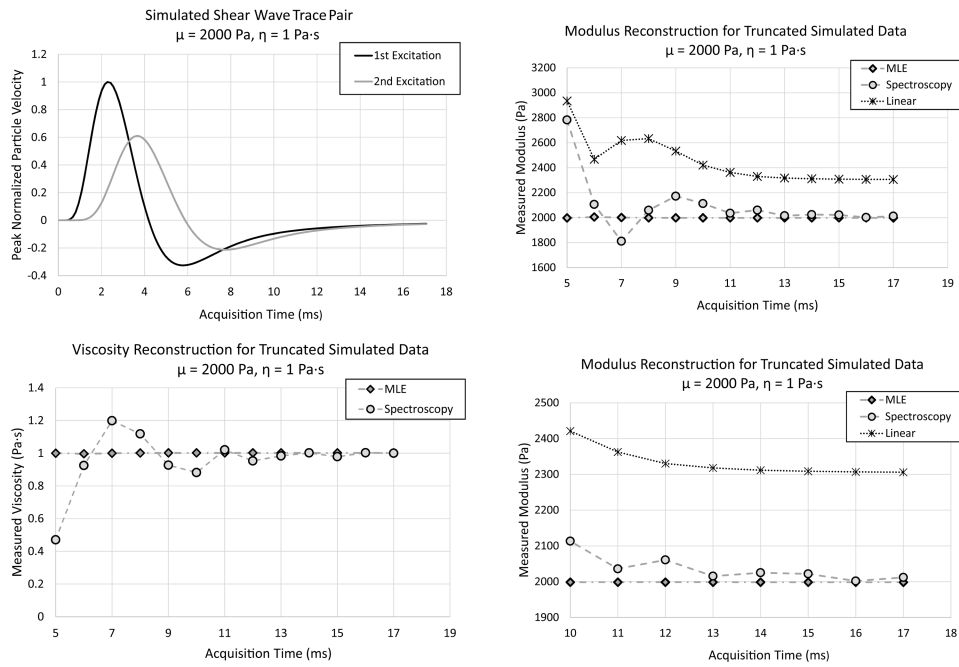 Simulated Shear Wave Trace Pair
μ = 2000 Pa, η = 1 Pa·s
1st Excitation
2nd Excitation
Peak Normalized Particle Velocity
1.2
1
0.8
0.6
0.4
0.2
0
-0.2
-0.4
0 2 4 6 8 10 12 14 16 18
Acquisition Time (ms)
Modulus Reconstruction for Truncated Simulated Data
μ = 2000 Pa, η = 1 Pa·s
MLE
Spectroscopy
Linear
Measured Modulus (Pa)
3200
3000
2800
2600
2400
2200
2000
1800
1600
5 7 9 11 13 15 17 19
Acquisition Time (ms)
Viscosity Reconstruction for Truncated Simulated Data
μ = 2000 Pa, η = 1 Pa·s
MLE
Spectroscopy
Measured Viscosity (Pa·s)
1.4
1.2
1
0.8
0.6
0.4
0.2
0
5 7 9 11 13 15 17 19
Acquisition Time (ms)
Modulus Reconstruction for Truncated Simulated Data
μ = 2000 Pa, η = 1 Pa·s
MLE
Spectroscopy
Linear
Measured Modulus (Pa)
2500
2400
2300
2200
2100
2000
1900
10 11 12 13 14 15 16 17 18
Acquisition Time (ms)